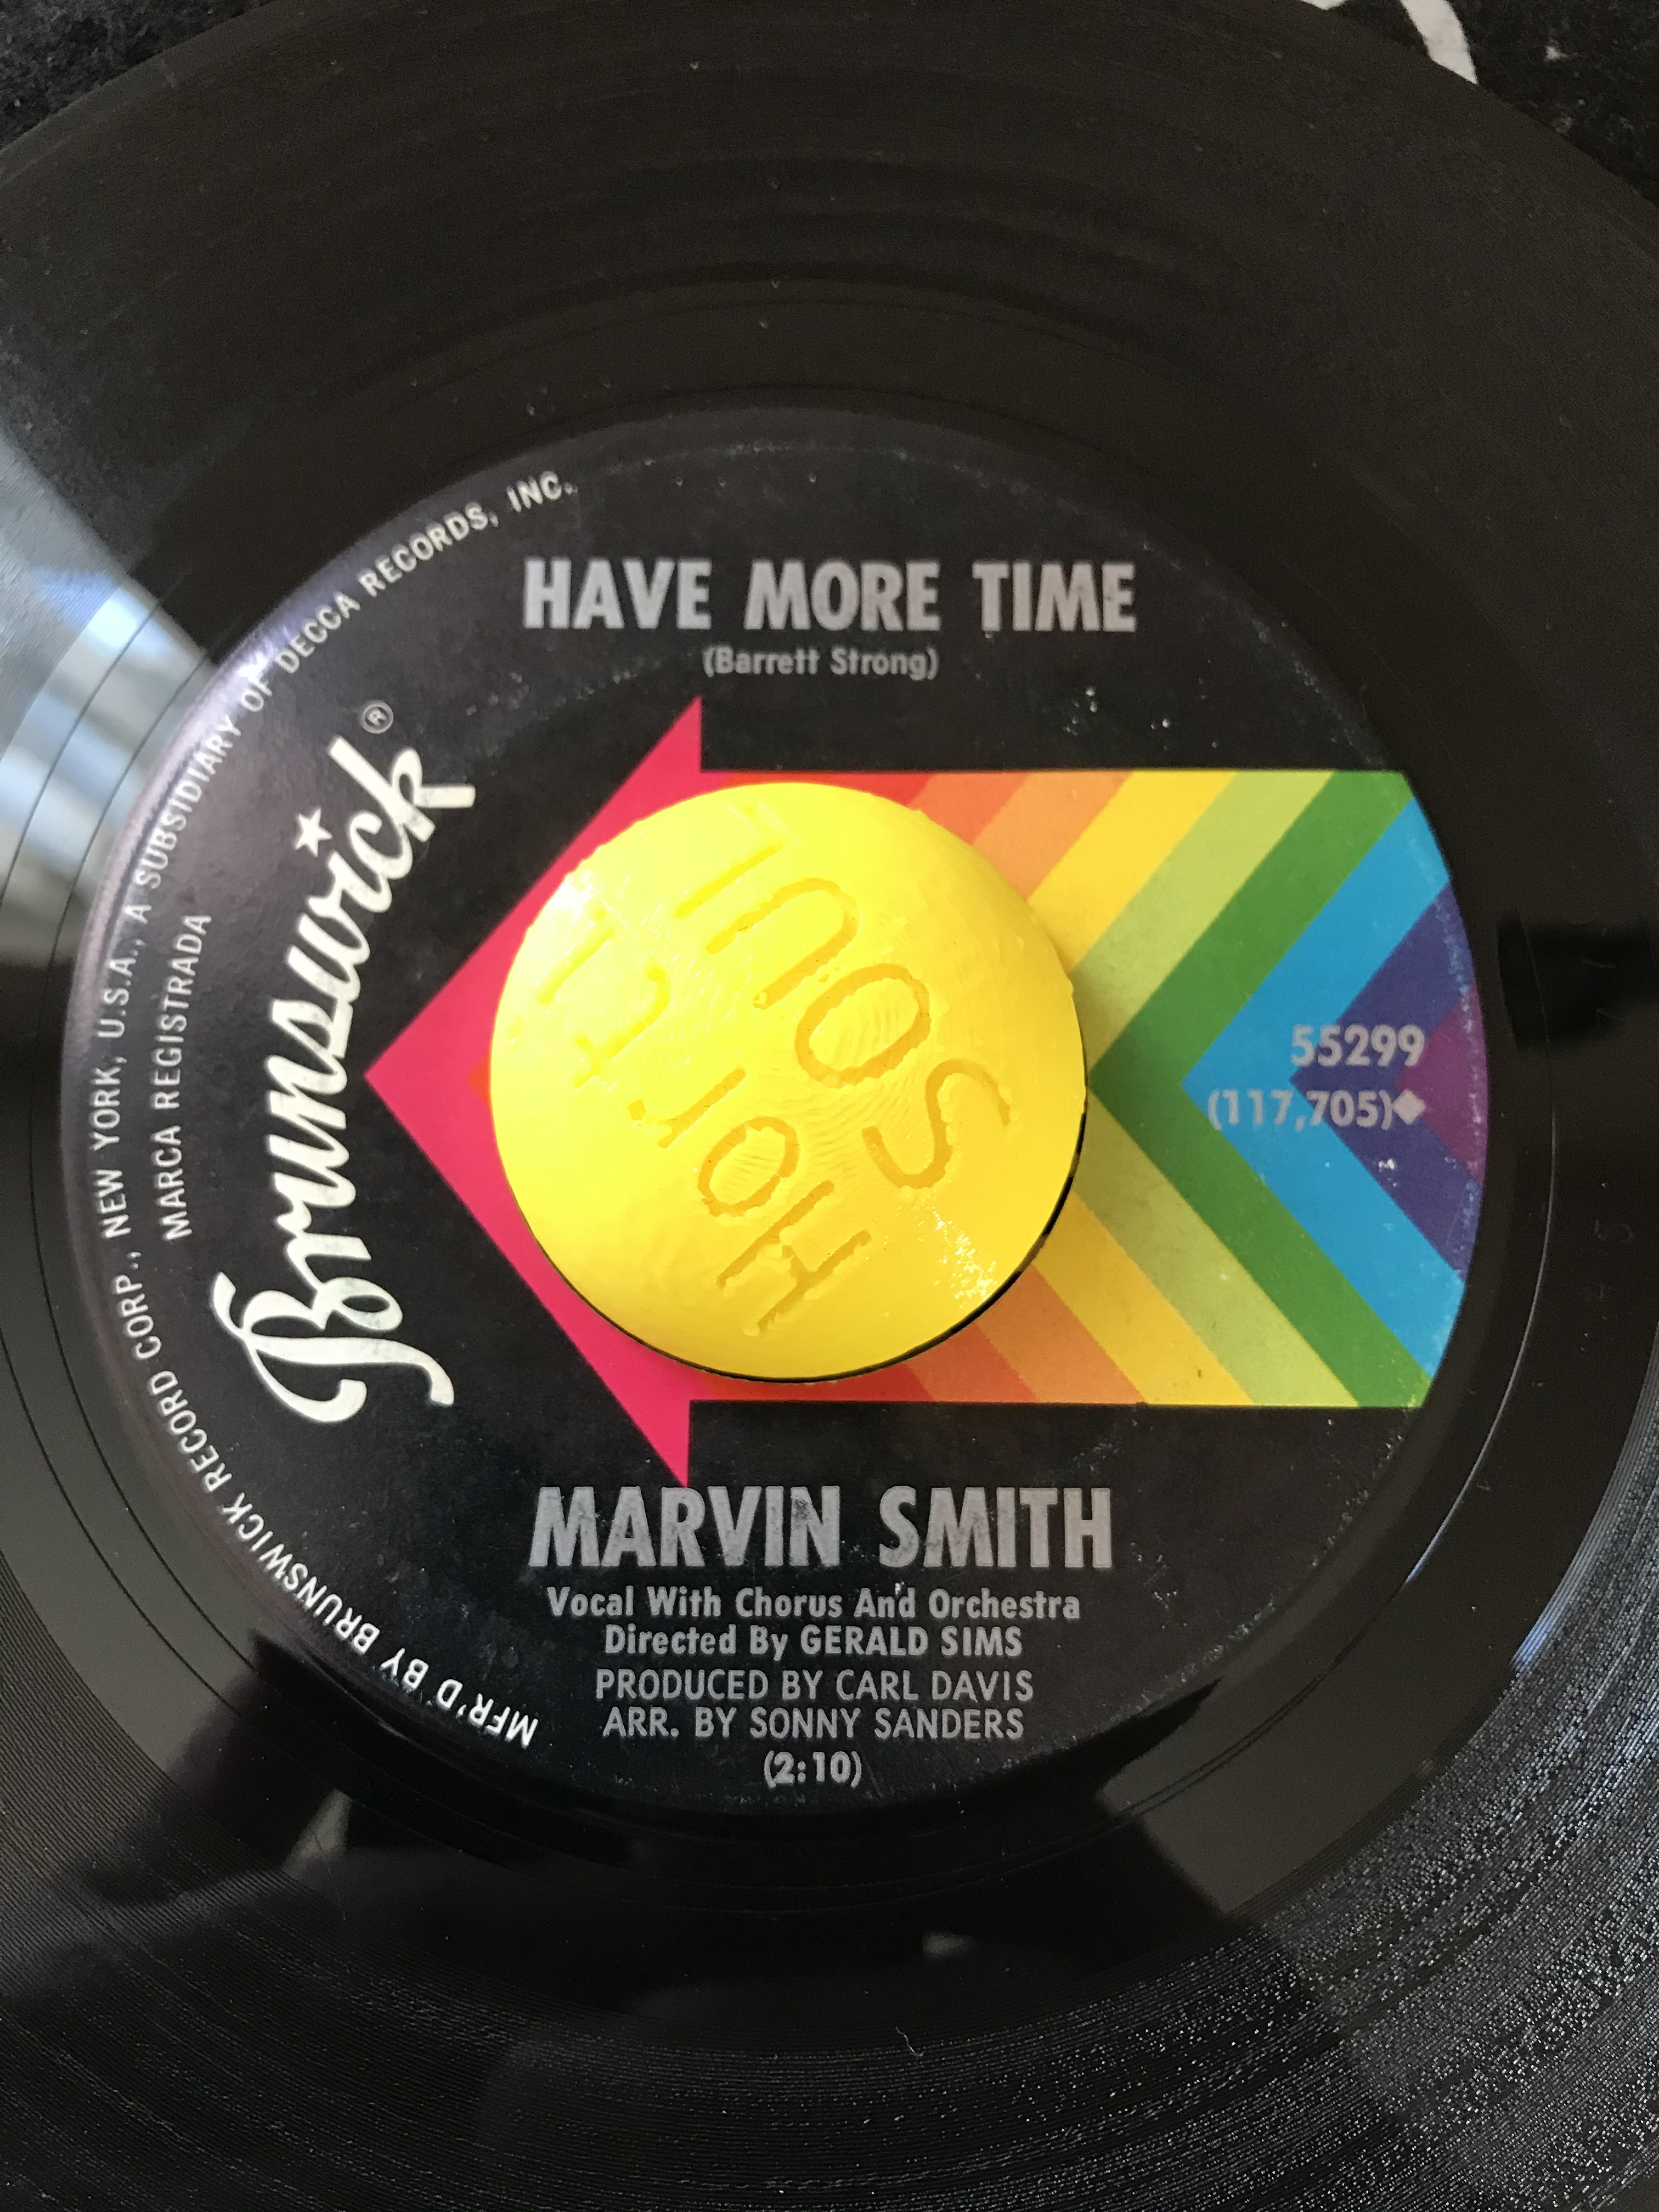 HAVE MORE TIME
(Barrett Strong)
Brunswick®
MFR'D BY BRUNSWICK RECORD CORP., NEW YORK, U.S.A., A SUBSIDIARY OF DECCA RECORDS, INC.
MARCA REGISTRADA
SOUL
55299
(117,705)◆
MARVIN SMITH
Vocal With Chorus And Orchestra
Directed By GERALD SIMS
PRODUCED BY CARL DAVIS
ARR. BY SONNY SANDERS
(2:10)